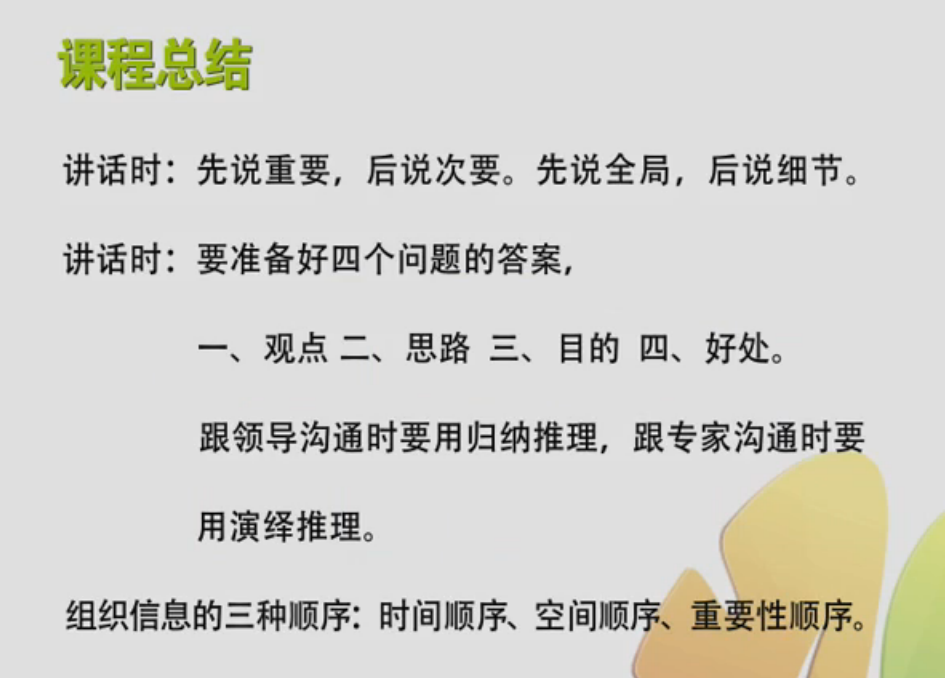 课程总结
讲话时：先说重要，后说次要。先说全局，后说细节。
讲话时：要准备好四个问题的答案，
一、观点 二、思路 三、目的 四、好处。
跟领导沟通时要用归纳推理，跟专家沟通时要
用演绎推理。
组织信息的三种顺序：时间顺序、空间顺序、重要性顺序。